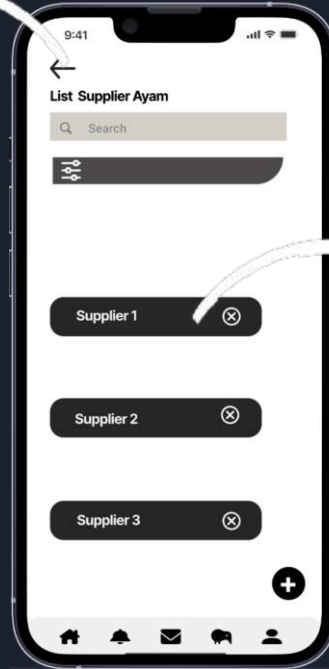 9:41
List Supplier Ayam
Search
Supplier 1
Supplier 2
Supplier 3